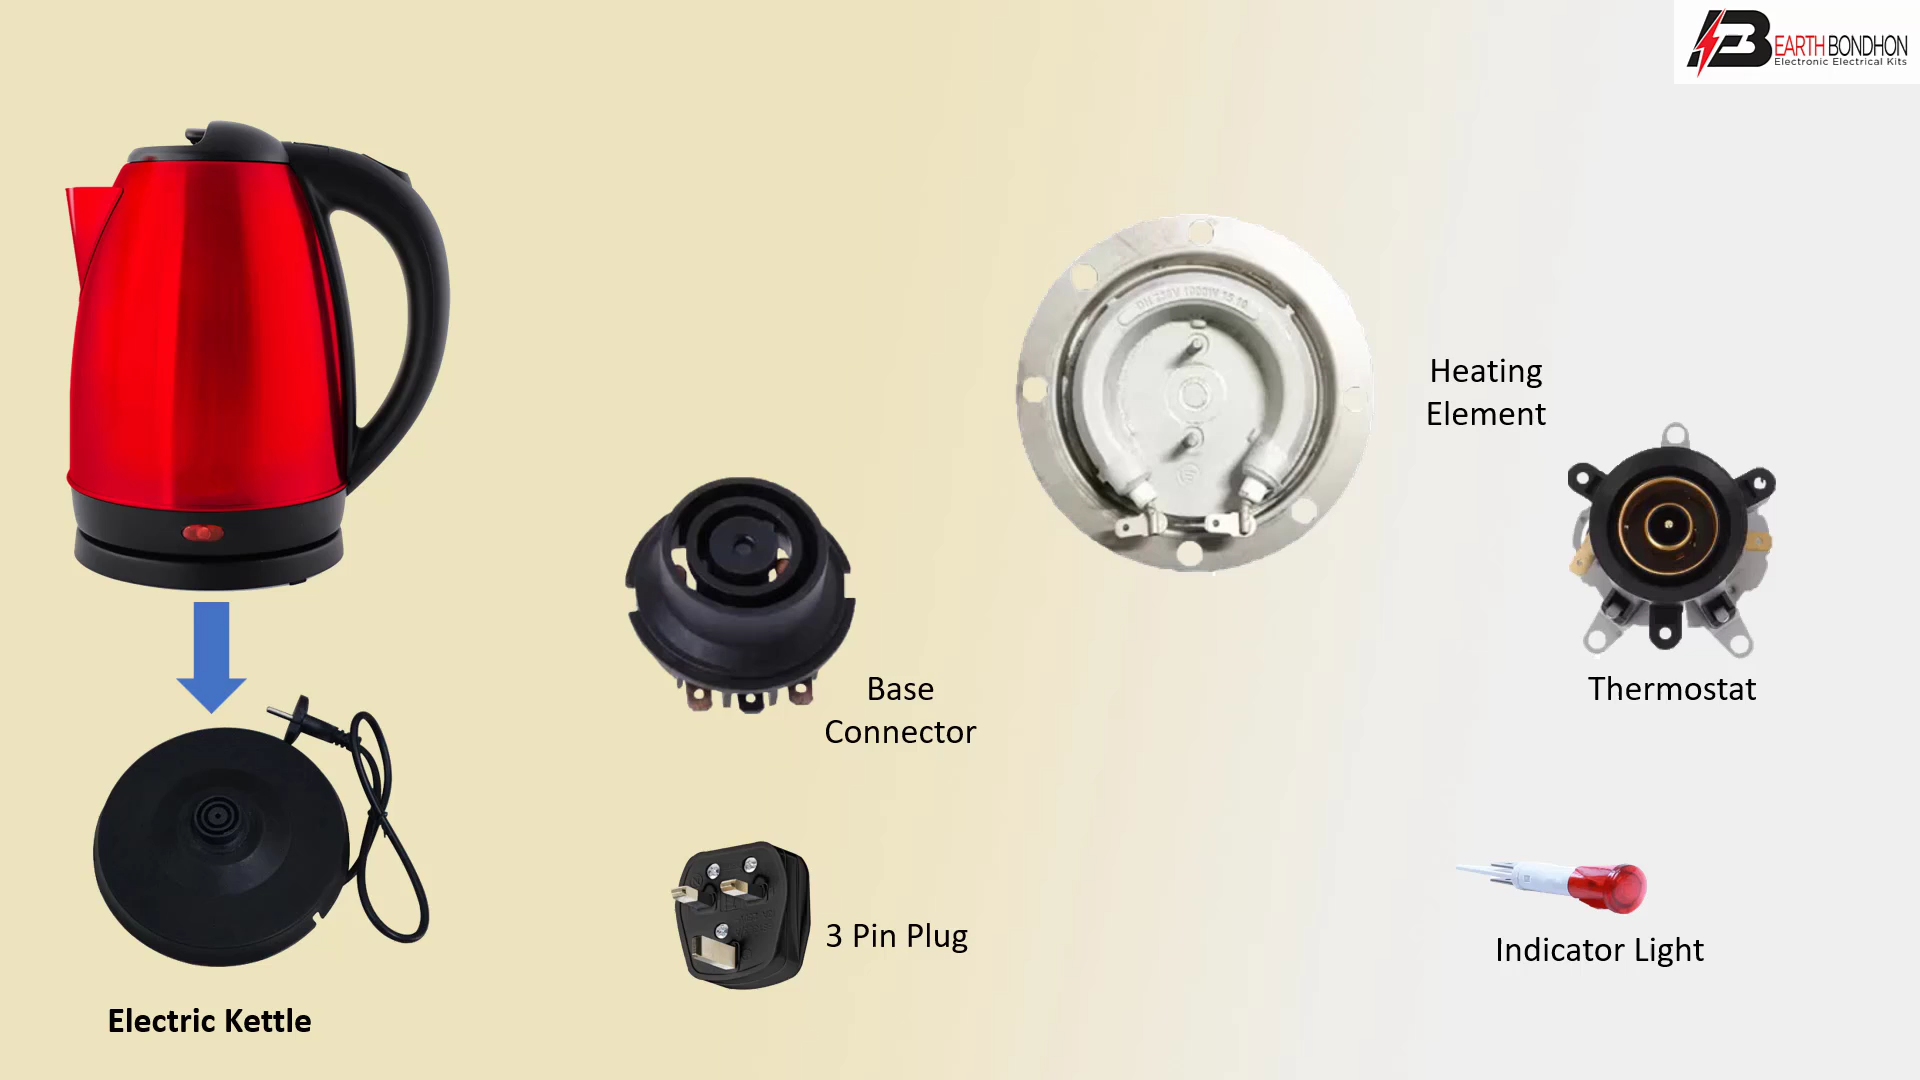 EARTH BONDHON
Electronic Electrical Kits
Heating
Element
Thermostat
Base
Connector
3 Pin Plug
Indicator Light
Electric Kettle